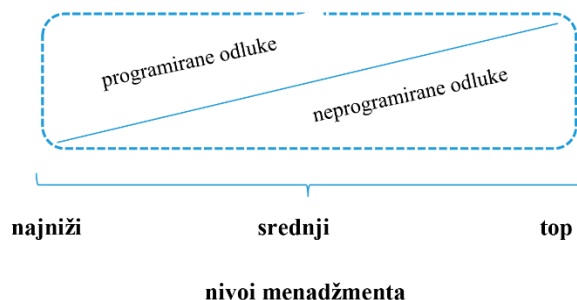 programirane odluke
neprogramirane odluke
najniži srednji top
nivoi menadžmenta